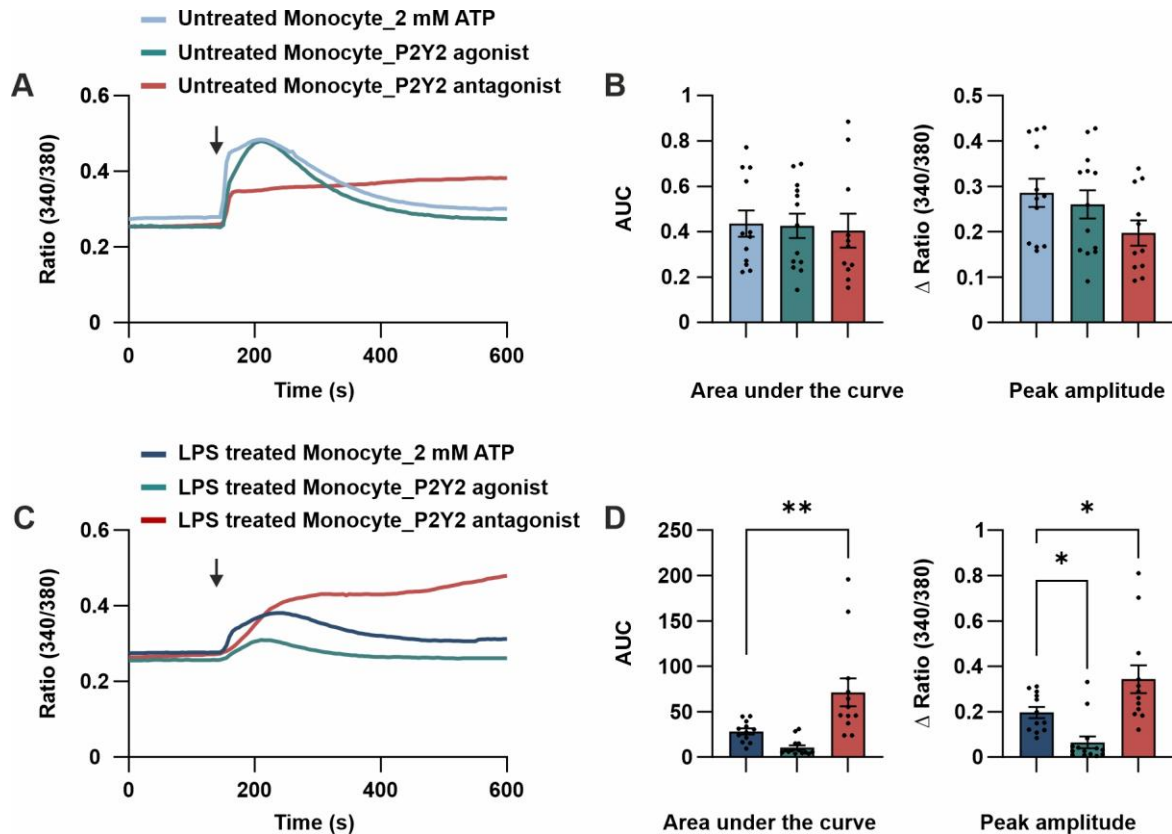 Untreated Monocyte_2 mM ATP
Untreated Monocyte_P2Y2 agonist
Untreated Monocyte_P2Y2 antagonist
A
Ratio (340/380)
0.6
0.4
0.2
0
0
200
400
600
Time (s)
B
AUC
1
0.8
0.6
0.4
0.2
0
Area under the curve
Δ Ratio (340/380)
0.5
0.4
0.3
0.2
0.1
0
Peak amplitude
LPS treated Monocyte_2 mM ATP
LPS treated Monocyte_P2Y2 agonist
LPS treated Monocyte_P2Y2 antagonist
C
Ratio (340/380)
0.6
0.4
0.2
0
0
200
400
600
Time (s)
D
AUC
250
200
150
100
50
0
**
Area under the curve
Δ Ratio (340/380)
1
0.8
0.6
0.4
0.2
0
*
*
Peak amplitude